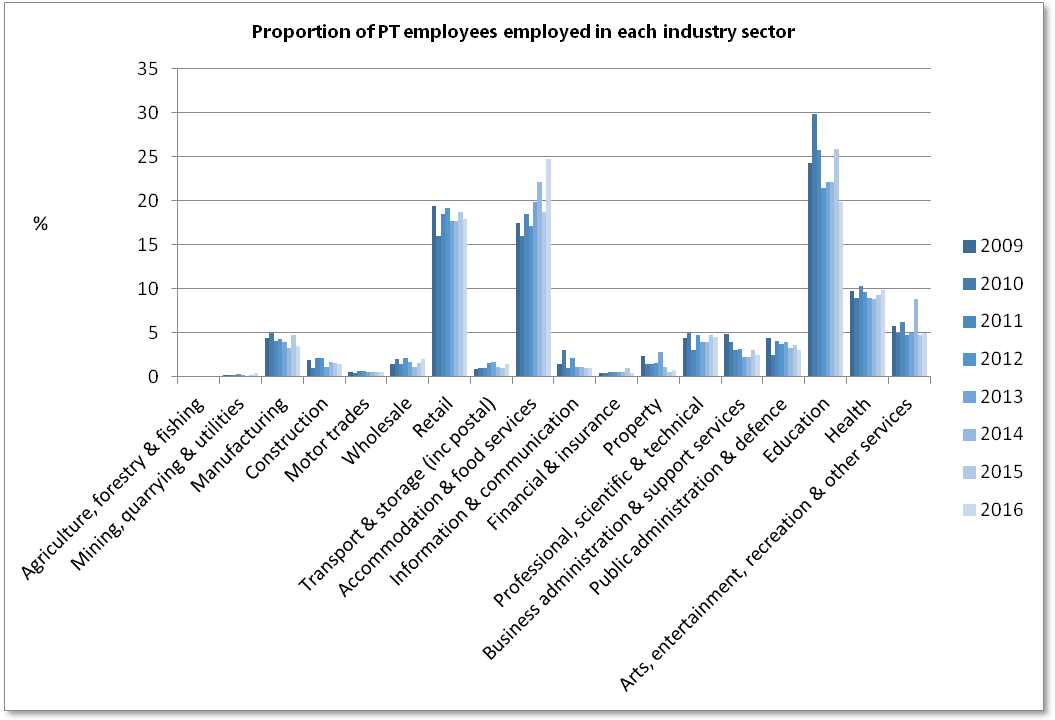 Proportion of PT employees employed in each industry sector
35
30
25
20
15
10
5
0
%
Agriculture, forestry & fishing
Mining, quarrying & utilities
Manufacturing
Construction
Motor trades
Wholesale
Retail
Transport & storage (inc postal)
Accommodation & food services
Information & communication
Financial & insurance
Property
Professional, scientific & technical
Business administration & support services
Public administration & defence
Education
Health
Arts, entertainment, recreation & other services
2009
2010
2011
2012
2013
2014
2015
2016